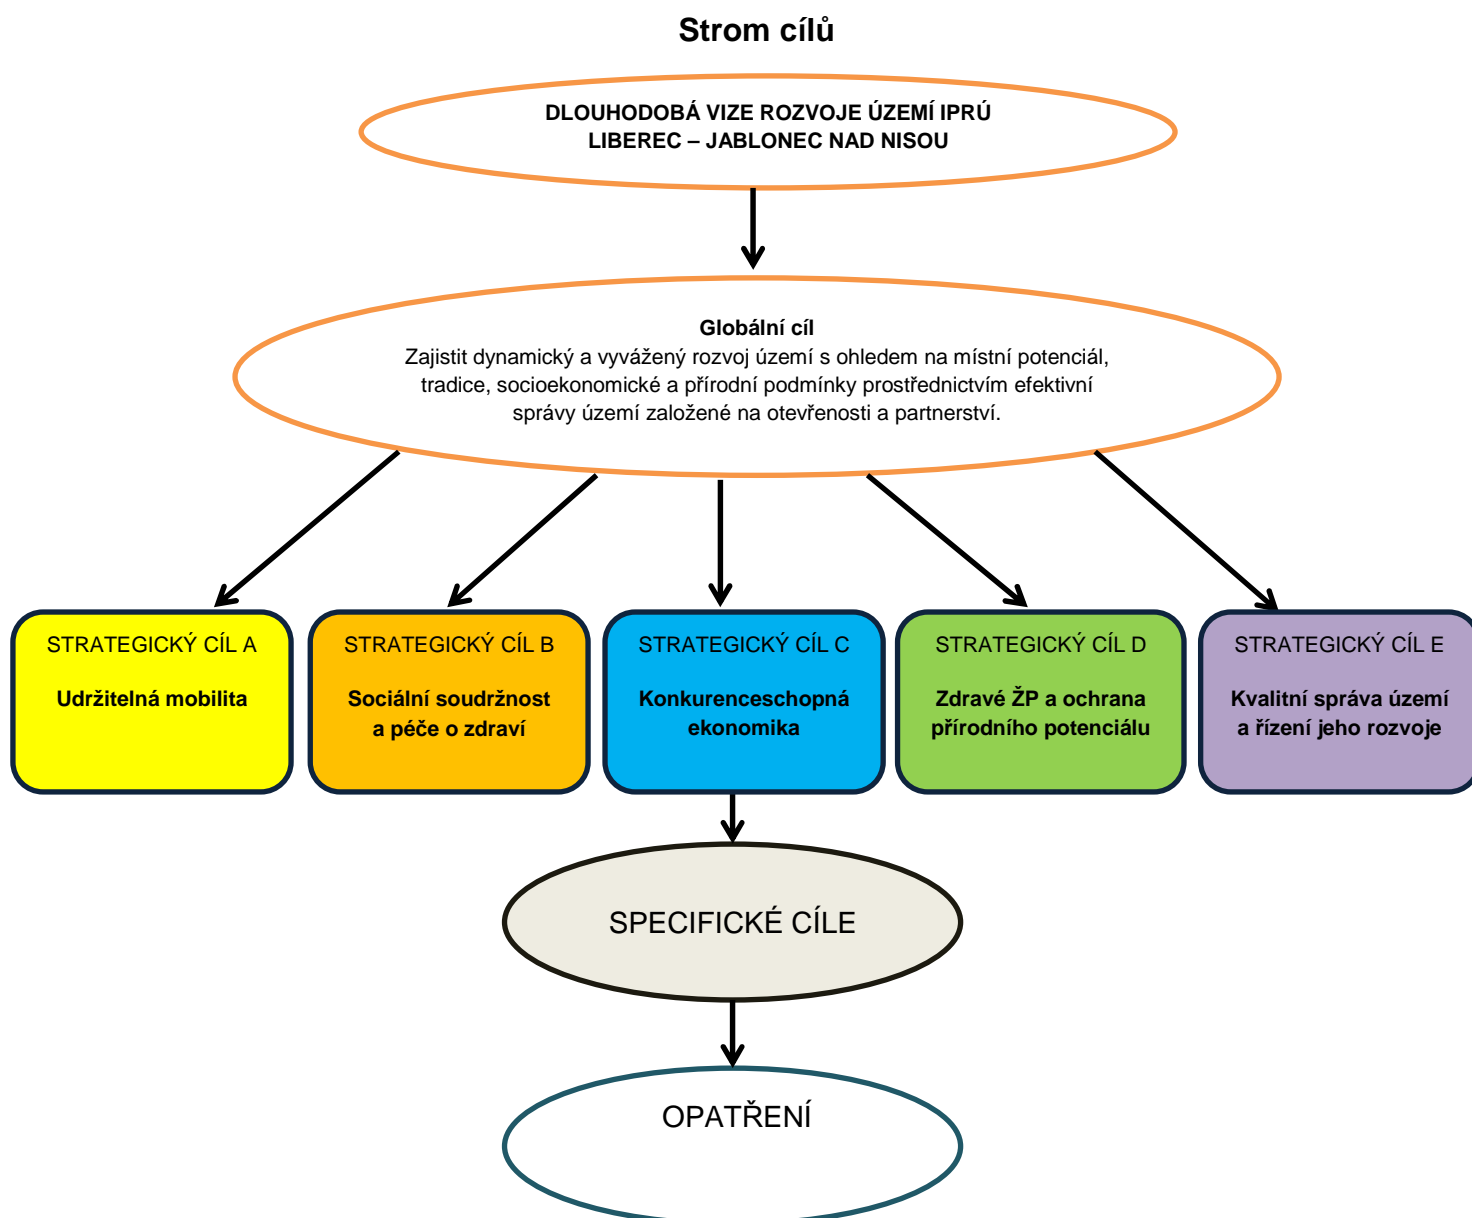 Strom cílů
DLOUHODOBÁ VIZE ROZVOJE ÚZEMÍ IPRÚ
LIBEREC – JABLONEC NAD NISOU
Globální cíl
Zajistit dynamický a vyvážený rozvoj území s ohledem na místní potenciál,
tradice, socioekonomické a přírodní podmínky prostřednictvím efektivní
správy území založené na otevřenosti a partnerství.
STRATEGICKÝ CÍL A
Udržitelná mobilita
STRATEGICKÝ CÍL B
Sociální soudržnost
a péče o zdraví
STRATEGICKÝ CÍL C
Konkurenceschopná
ekonomika
STRATEGICKÝ CÍL D
Zdravé ŽP a ochrana
přírodního potenciálu
STRATEGICKÝ CÍL E
Kvalitní správa území
a řízení jeho rozvoje
SPECIFICKÉ CÍLE
OPATŘENÍ